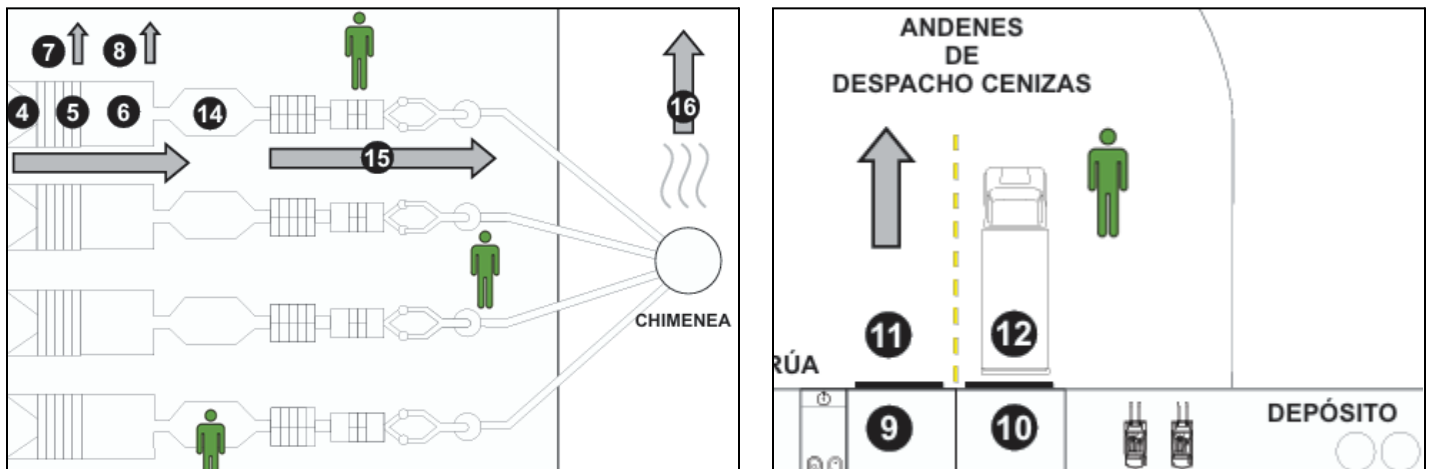 7 8
4 5 6 14
15
16
CHIMENEA
ANDENES
DE
DESPACHO CENIZAS
11 12
RÚA
9 10
DEPÓSITO